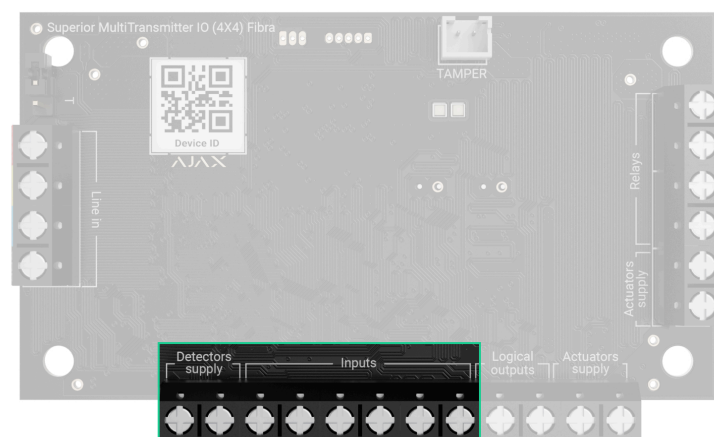 Superior MultiTransmitter IO (4X4) Fibra
TAMPER
T
Device ID
AJAX
Line in
Relays
Actuators
supply
Detectors
supply
Inputs
Logical
outputs
Actuators
supply